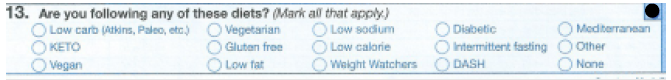 13. Are you following any of these diets? (Mark all that apply.)
Low carb (Atkins, Paleo, etc.) Vegetarian Low sodium Diabetic Mediterranean
KETO Gluten free Low calorie Intermittent fasting Other
Vegan Low fat Weight Watchers DASH None